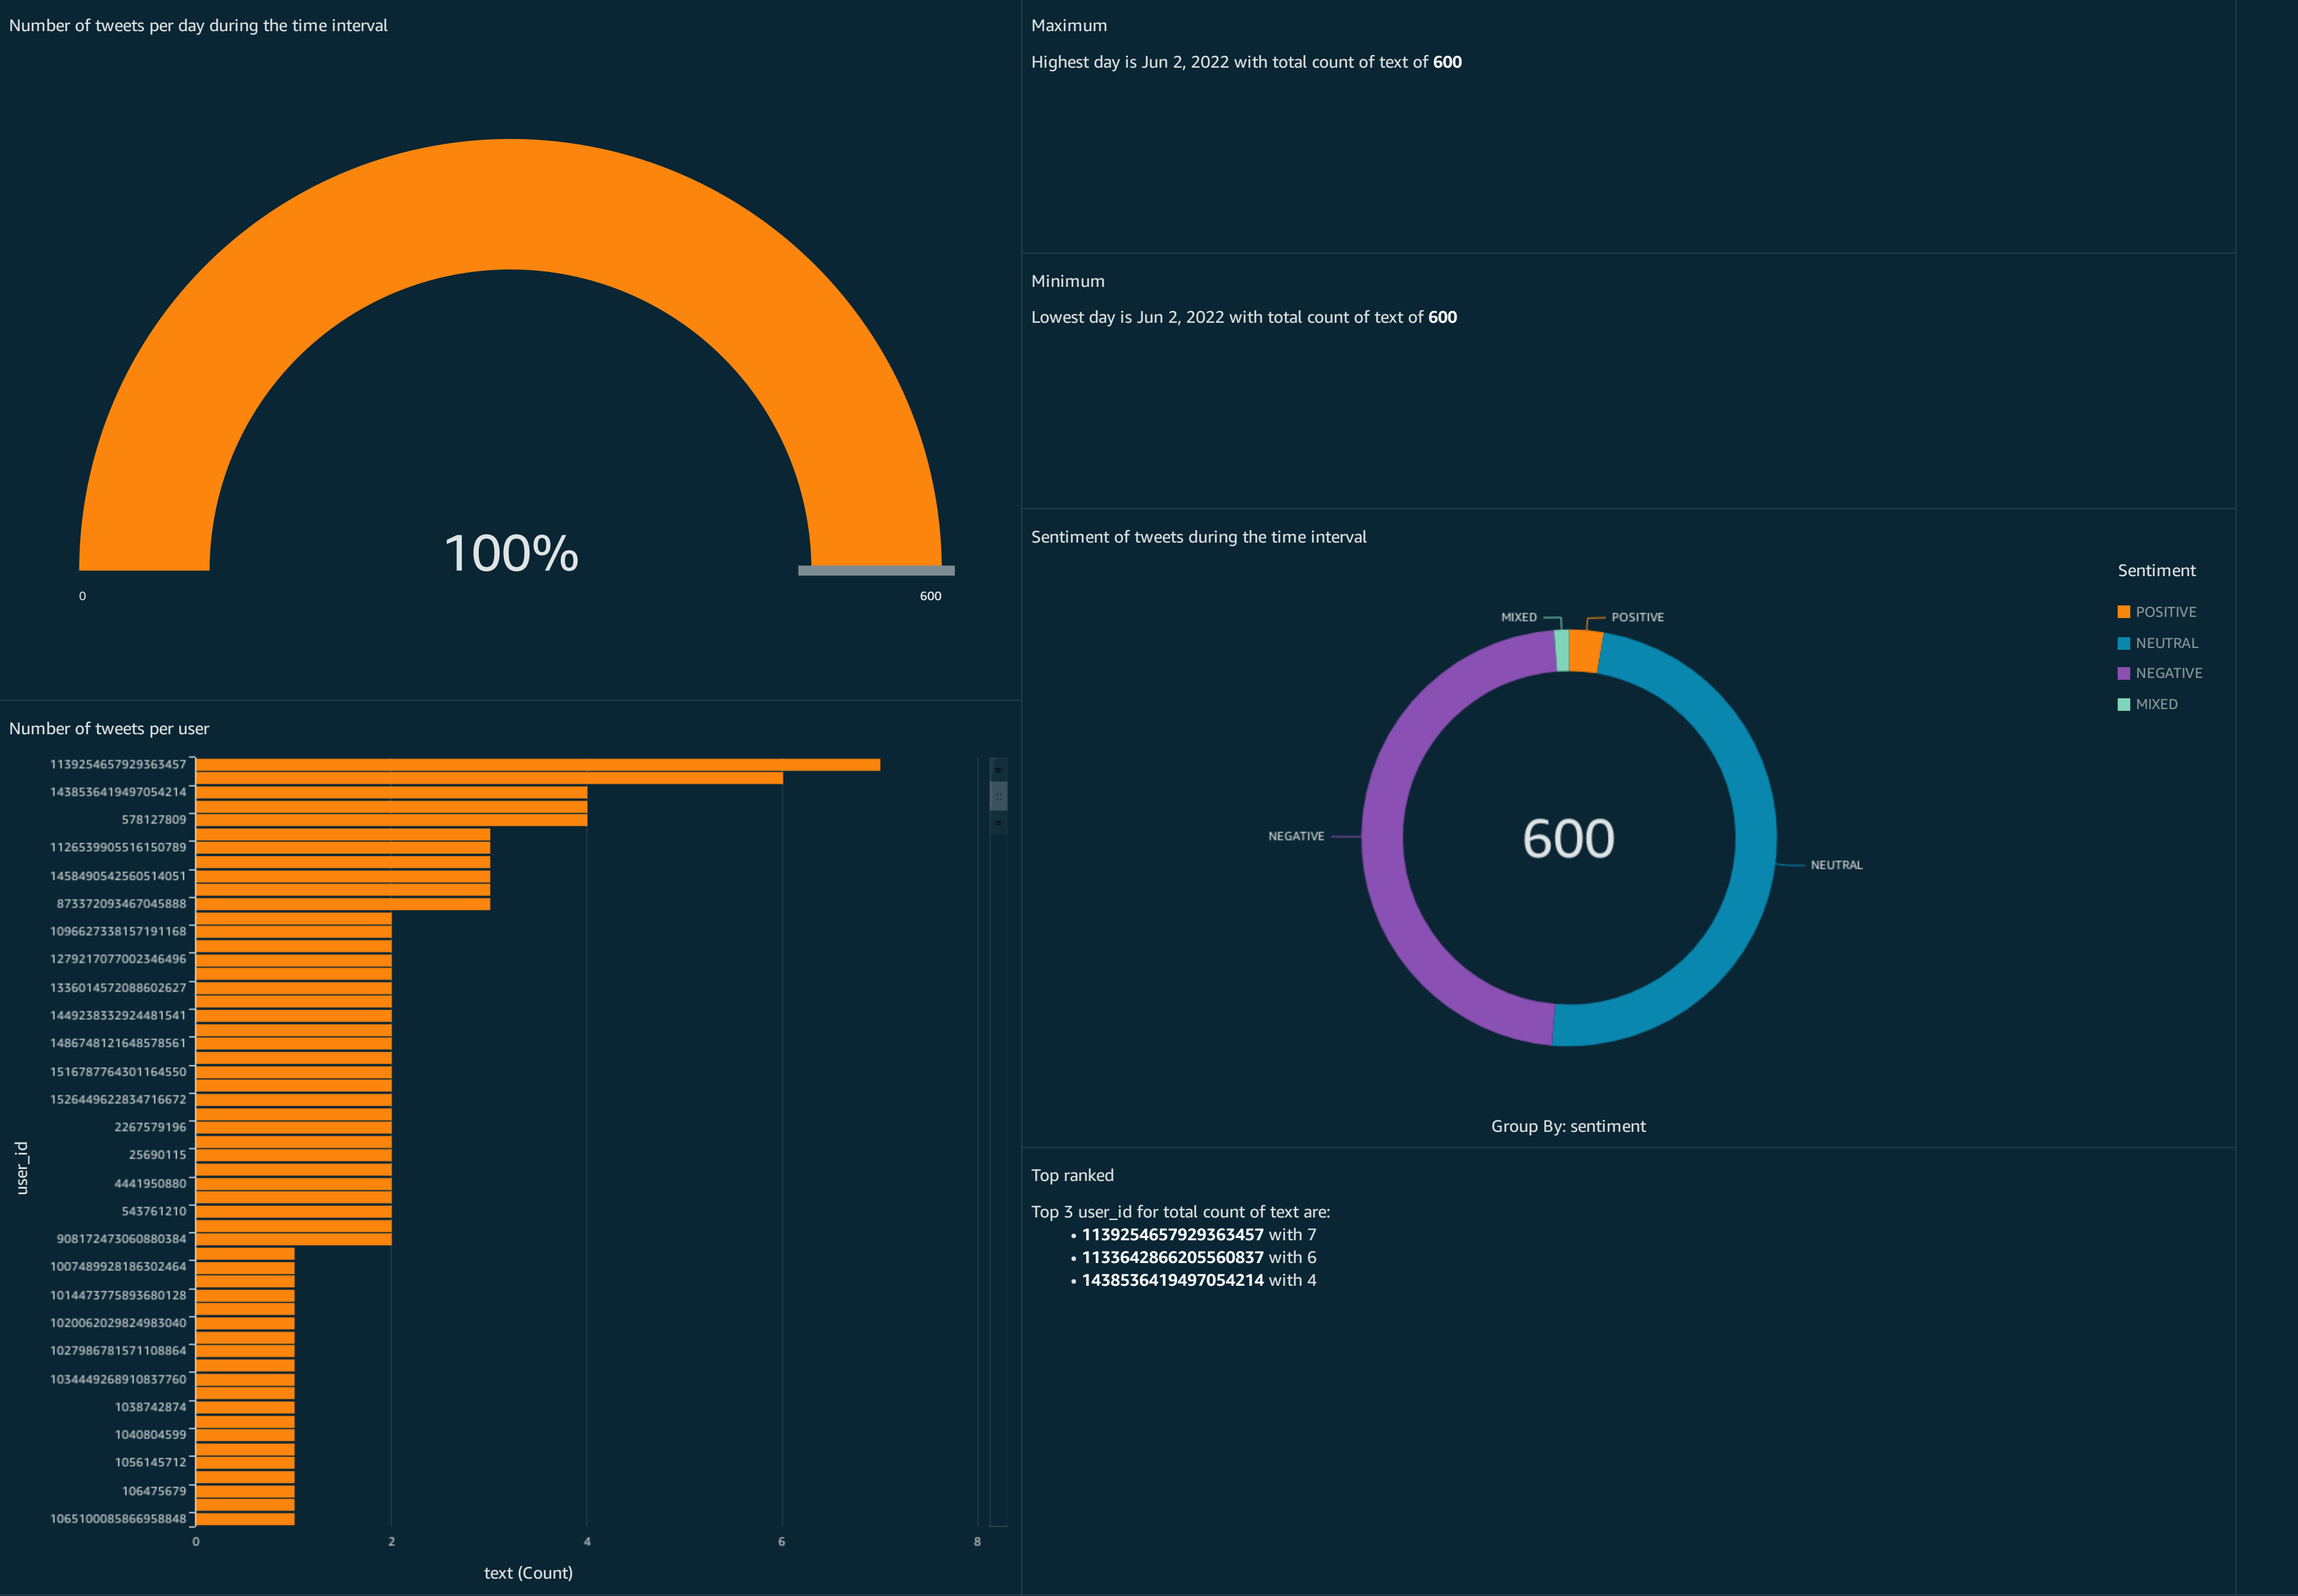 Number of tweets per day during the time interval
100%
0
600
Number of tweets per user
user_id
1139254657929363457
1438536419497054214
578127809
1126539905516150789
1458490542560514051
873372093467045888
1096627338157191168
1279217077002346496
1336014572088602627
1449238332924481541
1486748121648578561
1516787764301164550
1526449622834716672
2267579196
25690115
4441950880
543761210
908172473060880384
1007489928186302464
1014473775893680128
1020062029824983040
1027986781571108864
1034449268910837760
1038742874
1040804599
1056145712
106475679
1065100085866958848
0 2 4 6 8
text (Count)
Maximum
Highest day is Jun 2, 2022 with total count of text of 600
Minimum
Lowest day is Jun 2, 2022 with total count of text of 600
Sentiment of tweets during the time interval
Sentiment
POSITIVE
NEUTRAL
NEGATIVE
MIXED
MIXED
POSITIVE
NEGATIVE
600
NEUTRAL
Group By: sentiment
Top ranked
Top 3 user_id for total count of text are:
• 1139254657929363457 with 7
• 1133642866205560837 with 6
• 1438536419497054214 with 4